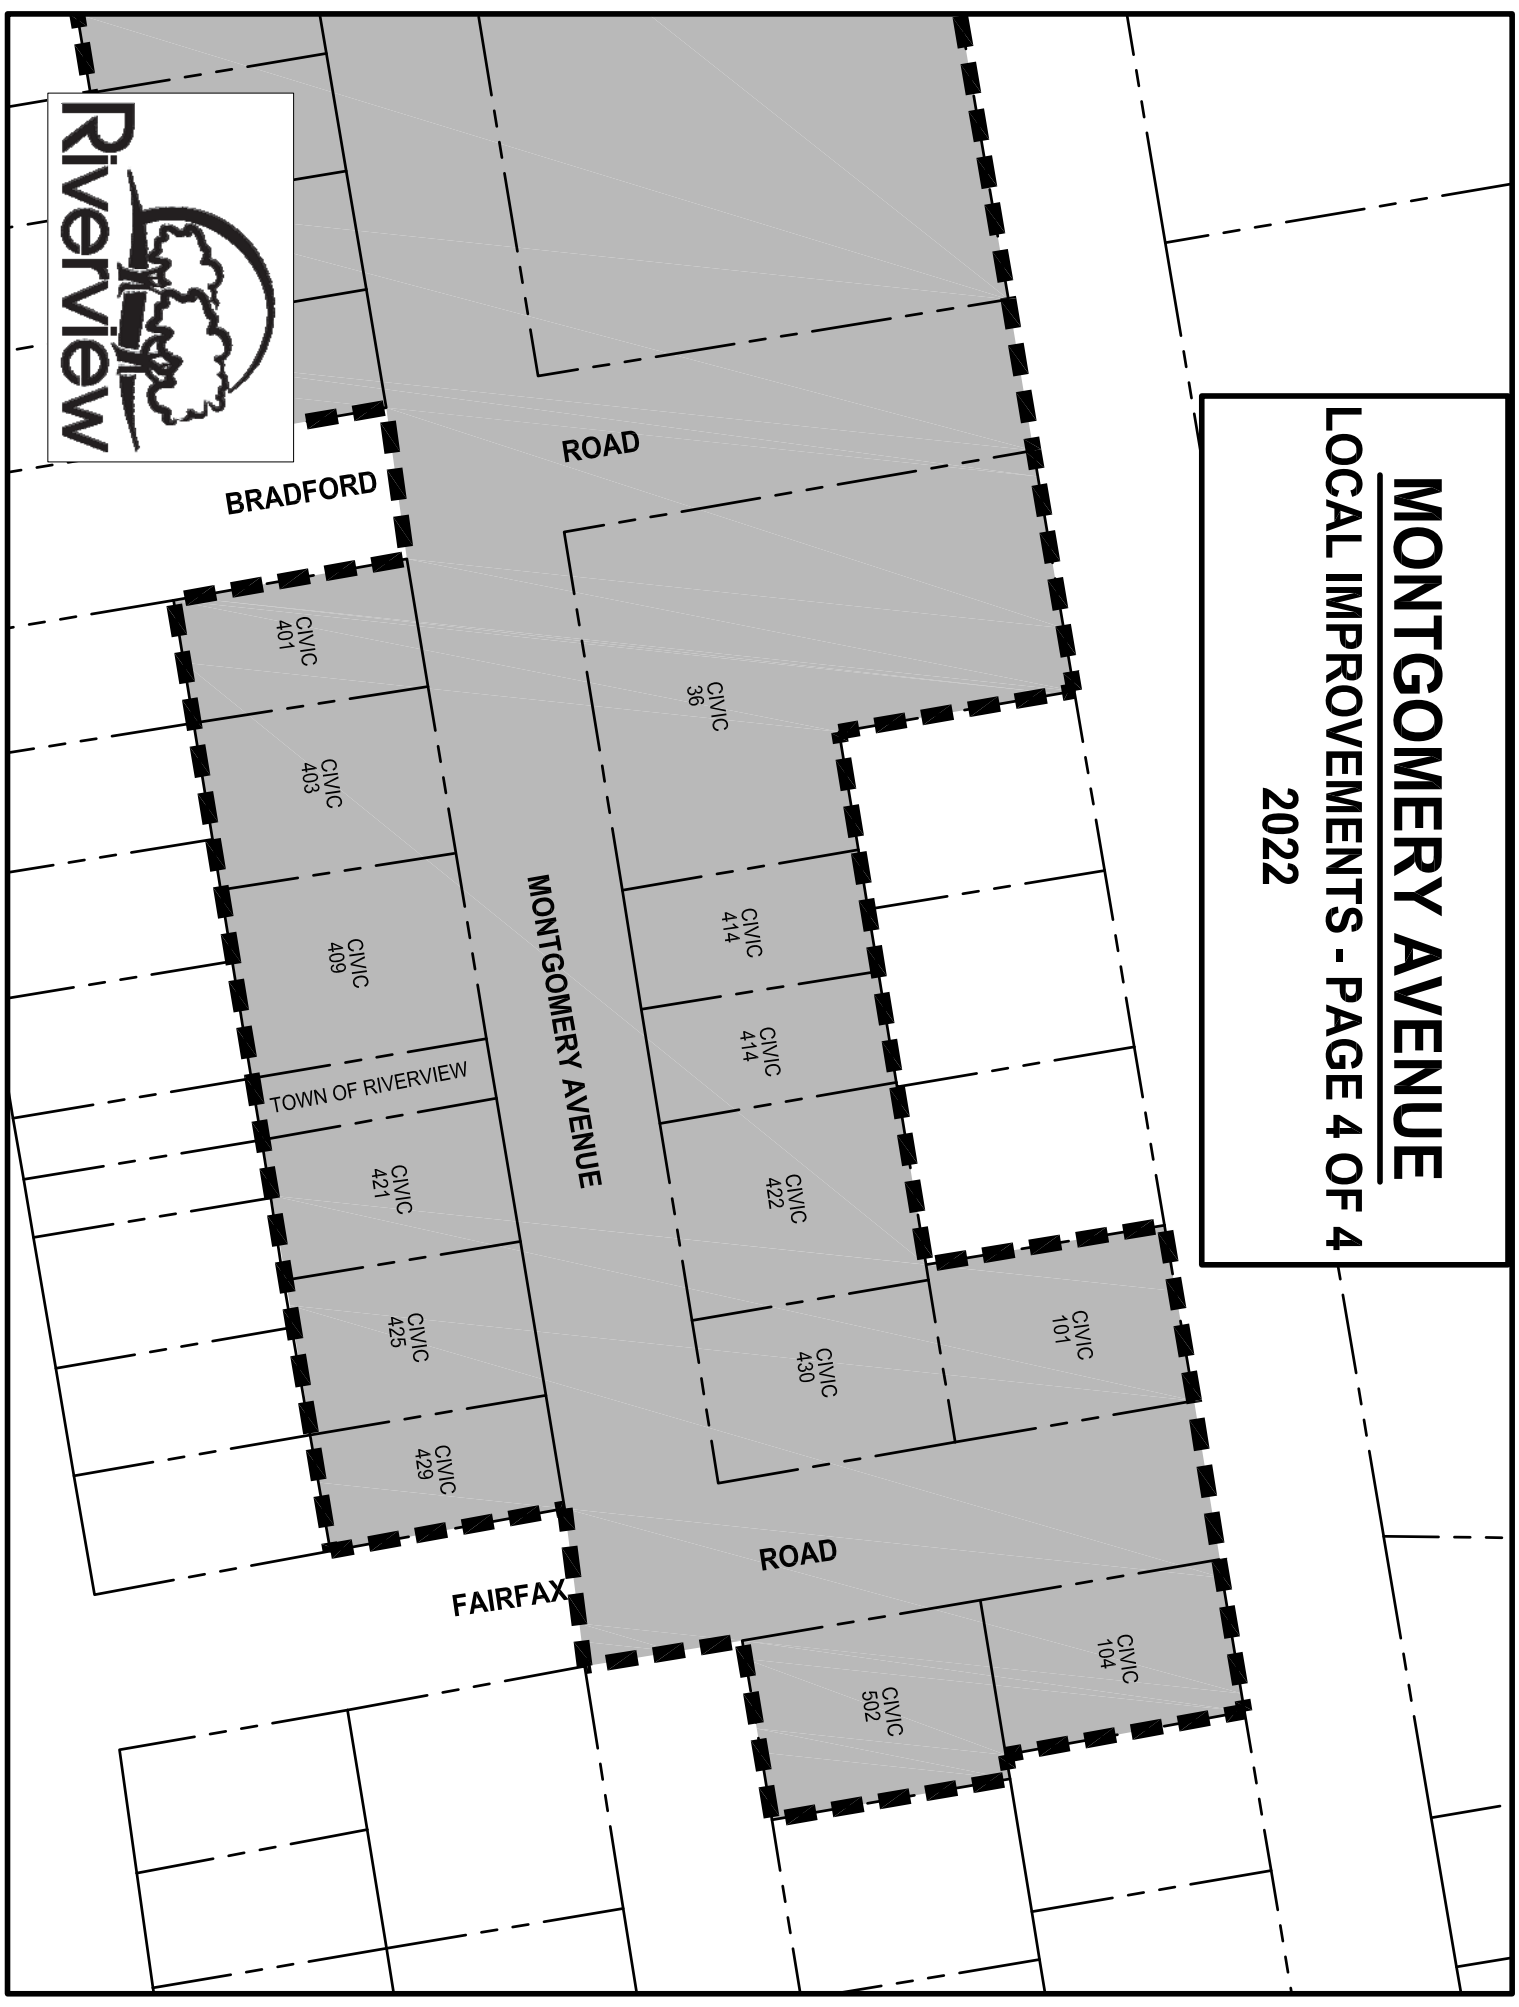 MONTGOMERY AVENUE
LOCAL IMPROVEMENTS - PAGE 4 OF 4
2022
CIVIC
101
CIVIC
104
CIVIC
36
CIVIC
414
CIVIC
414
CIVIC
422
CIVIC
430
CIVIC
502
ROAD
ROAD
MONTGOMERY AVENUE
BRADFORD
FAIRFAX
CIVIC
401
CIVIC
403
CIVIC
409
TOWN OF RIVERVIEW
CIVIC
421
CIVIC
425
CIVIC
429
Riverview